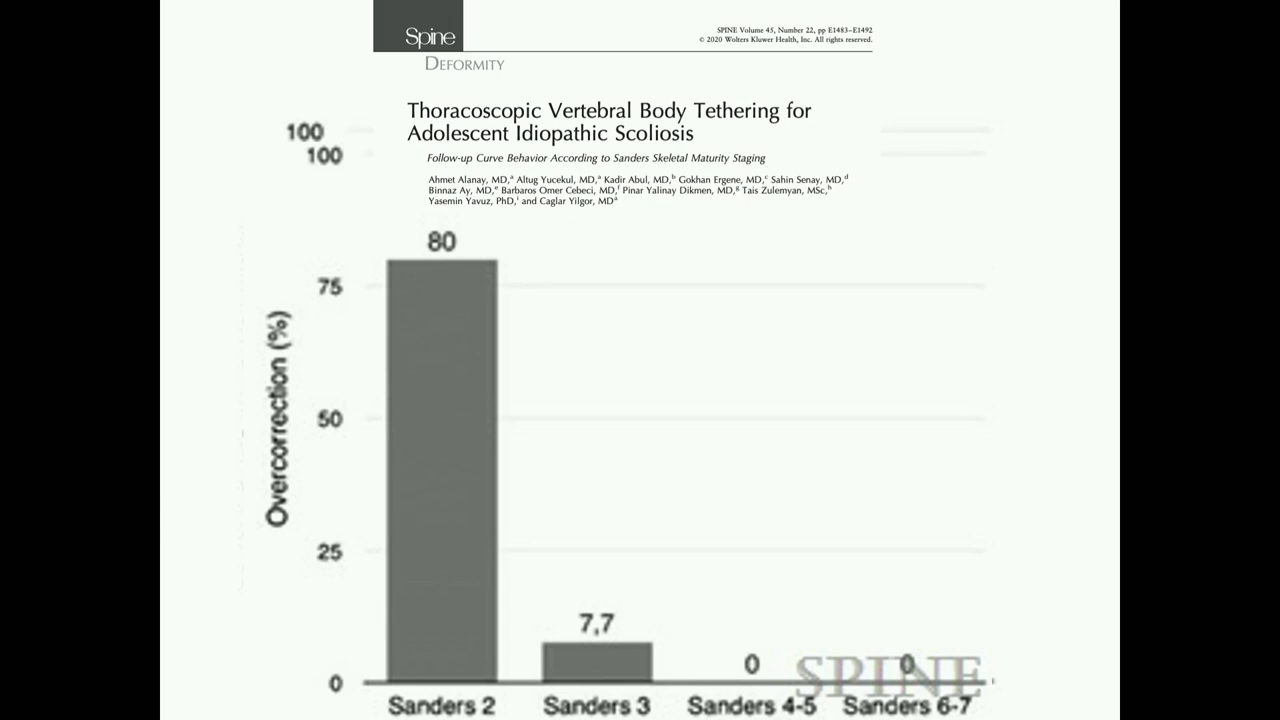 Spine
SPINE Volume 45, Number 22, pp E1483–E1492
© 2020 Wolters Kluwer Health, Inc. All rights reserved.
DEFORMITY
Thoracoscopic Vertebral Body Tethering for
Adolescent Idiopathic Scoliosis
Follow-up Curve Behavior According to Sanders Skeletal Maturity Staging
Ahmet Alanay, MD,a Altug Yucekul, MD,a Kadir Abul, MD,b Gokhan Ergene, MD,c Sahin Senay, MD,d
Binnaz Ay, MD,e Barbaros Omer Cebeci, MD,f Pinar Yalinay Dikmen, MD,g Tais Zulemyan, MSc,h
Yasemin Yavuz, PhD,i and Caglar Yilgor, MDa
100
100
80
75
Overcorrection (%)
50
25
7,7
0
0
0
SPINE
Sanders 2
Sanders 3
Sanders 4-5
Sanders 6-7